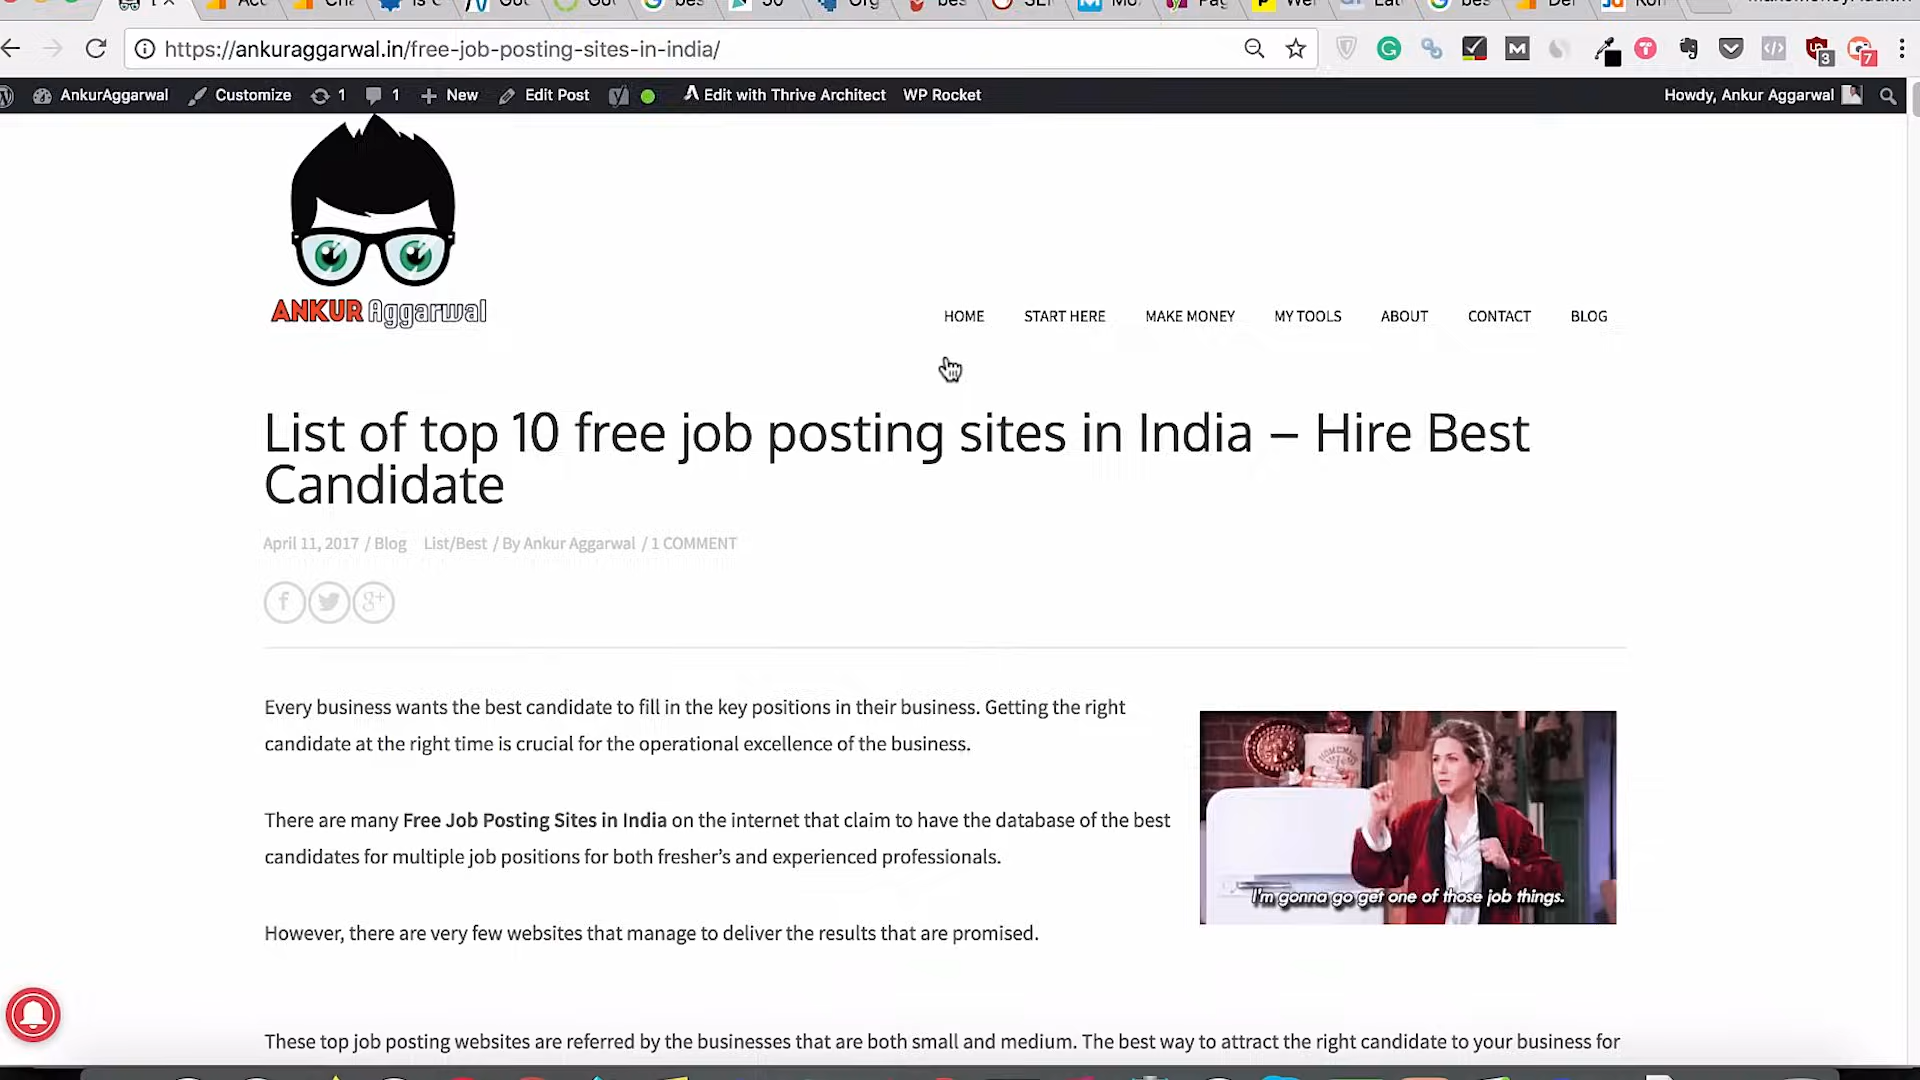 https://ankuraggarwal.in/free-job-posting-sites-in-india/
AnkurAggarwal Customize 1 1 New Edit Post Edit with Thrive Architect WP Rocket Howdy, Ankur Aggarwal
ANKUR Aggarwal
HOME START HERE MAKE MONEY MY TOOLS ABOUT CONTACT BLOG
List of top 10 free job posting sites in India – Hire Best
Candidate
April 11, 2017 / Blog List/Best / By Ankur Aggarwal / 1 COMMENT
Every business wants the best candidate to fill in the key positions in their business. Getting the right
candidate at the right time is crucial for the operational excellence of the business.
There are many Free Job Posting Sites in India on the internet that claim to have the database of the best
candidates for multiple job positions for both fresher’s and experienced professionals.
HOMEMADE
I'm gonna go get one of those job things.
However, there are very few websites that manage to deliver the results that are promised.
These top job posting websites are referred by the businesses that are both small and medium. The best way to attract the right candidate to your business for